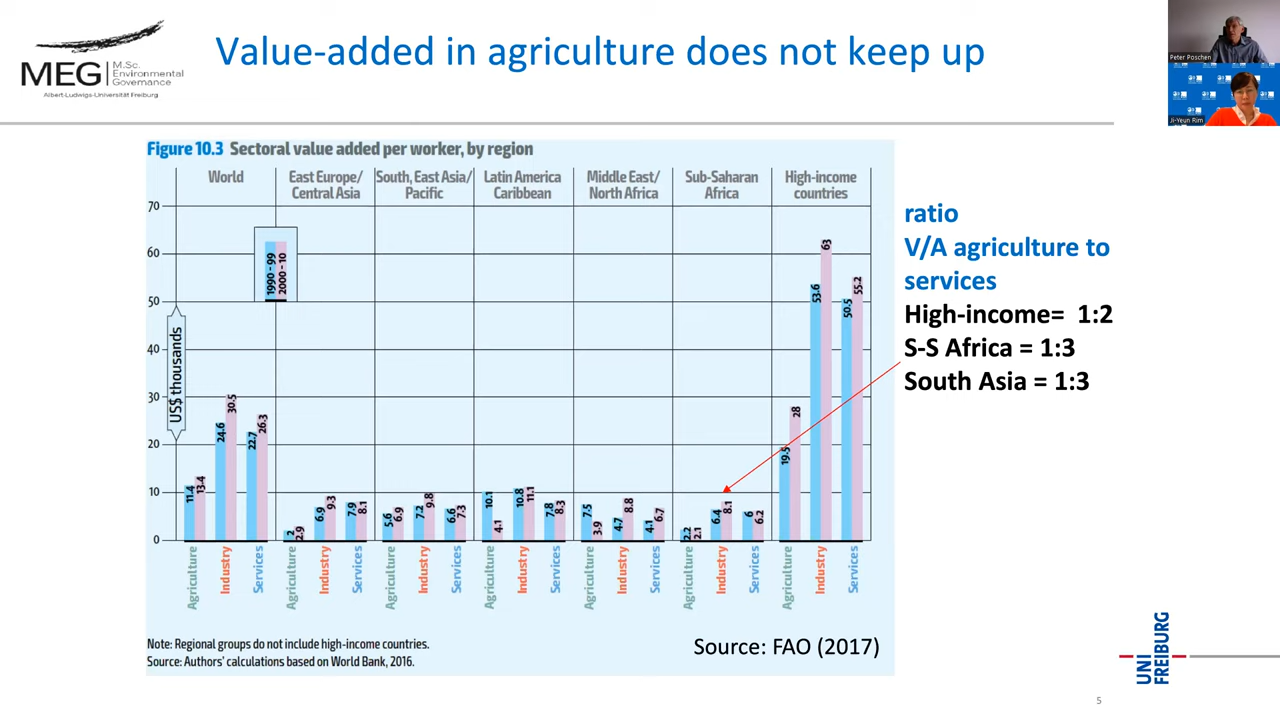 MEG
M.Sc.
Environmental
Governance
Albert-Ludwigs-Universität Freiburg
Value-added in agriculture does not keep up
Peter Poschen
Ji-Yeun Rim
Figure 10.3 Sectoral value added per worker, by region
World
East Europe/
Central Asia
South, East Asia/
Pacific
Latin America
Caribbean
Middle East/
North Africa
Sub-Saharan
Africa
High-income
countries
70
60
50
40
30
20
10
0
US$ thousands
1990 - 99
2000 - 10
11.4
13.4
24.6
30.5
22.7
26.3
2
2.9
6.9
9.3
7.9
8.1
5.6
6.9
7.2
9.8
6.6
7.3
10.1
4.1
10.8
11.1
7.8
8.3
7.5
3.9
4.7
8.8
4.1
6.7
2.2
2.1
6.4
8.1
6
6.2
19.5
28
53.6
63
50.5
55.2
Agriculture
Industry
Services
Agriculture
Industry
Services
Agriculture
Industry
Services
Agriculture
Industry
Services
Agriculture
Industry
Services
Agriculture
Industry
Services
Agriculture
Industry
Services
Note: Regional groups do not include high-income countries.
Source: Authors' calculations based on World Bank, 2016.
Source: FAO (2017)
ratio
V/A agriculture to
services
High-income= 1:2
S-S Africa = 1:3
South Asia = 1:3
UNI
FREIBURG
5